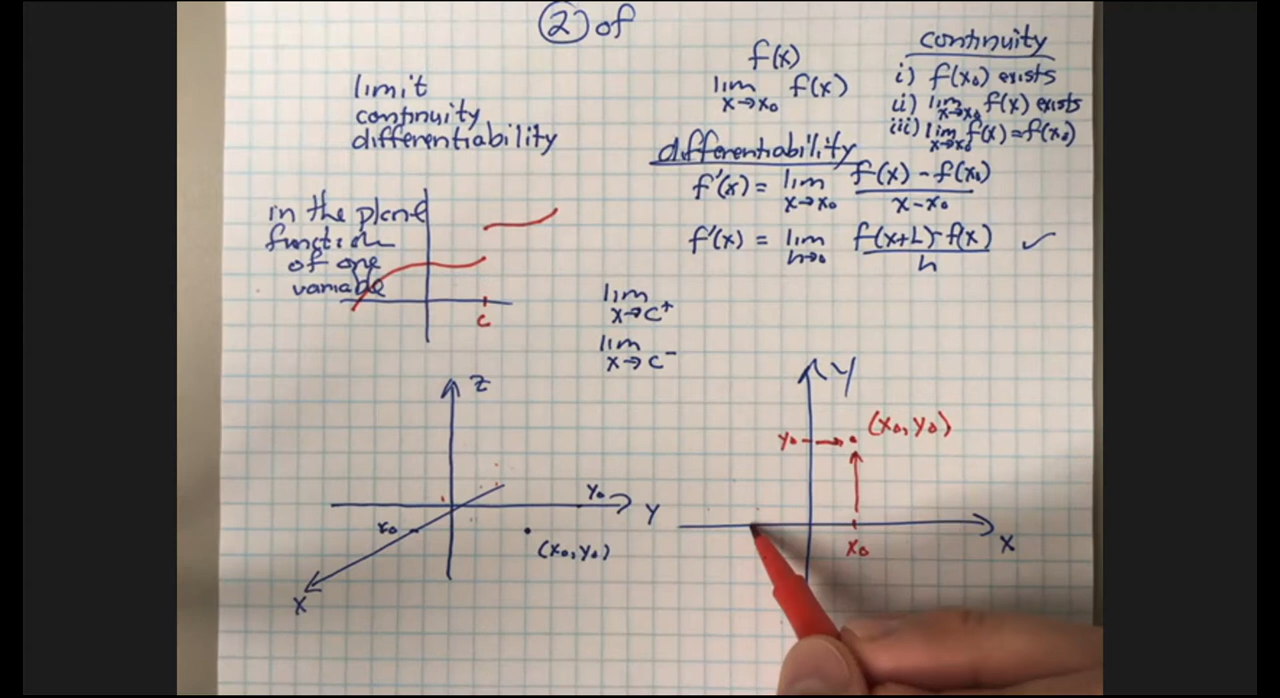 ② of
limit
continuity
differentiability
f(x)
lim x→x₀ f(x)
continuity
i) f(x₀) exists
ii) lim x→x₀ f(x) exists
iii) lim x→x₀ f(x) = f(x₀)
differentiability
f'(x) = lim x→x₀ f(x) - f(x₀) / x - x₀
f'(x) = lim h→0 f(x+h) - f(x) / h ✓
in the plane
function
of one
variable
c
lim x→c⁺
lim x→c⁻
z
y₀
y
x₀
(x₀, y₀)
x
y
y₀
(x₀, y₀)
x₀
x